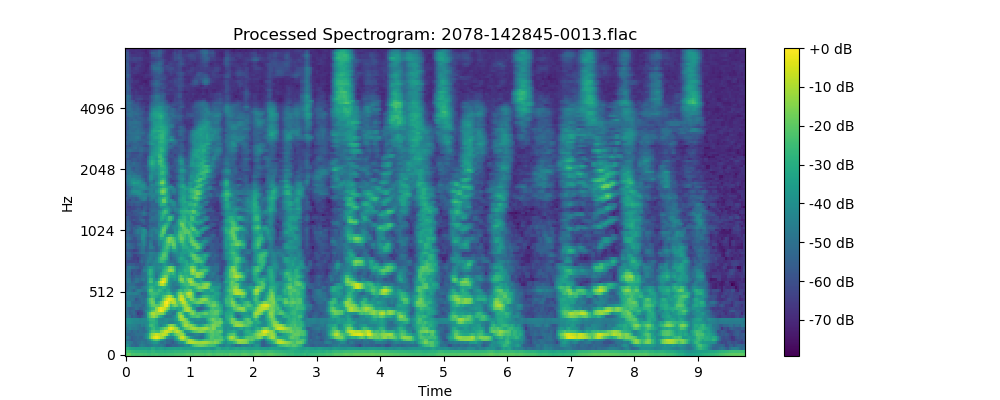 Processed Spectrogram: 2078-142845-0013.flac
Hz
4096
2048
1024
512
0
0 1 2 3 4 5 6 7 8 9
Time
+0 dB
-10 dB
-20 dB
-30 dB
-40 dB
-50 dB
-60 dB
-70 dB